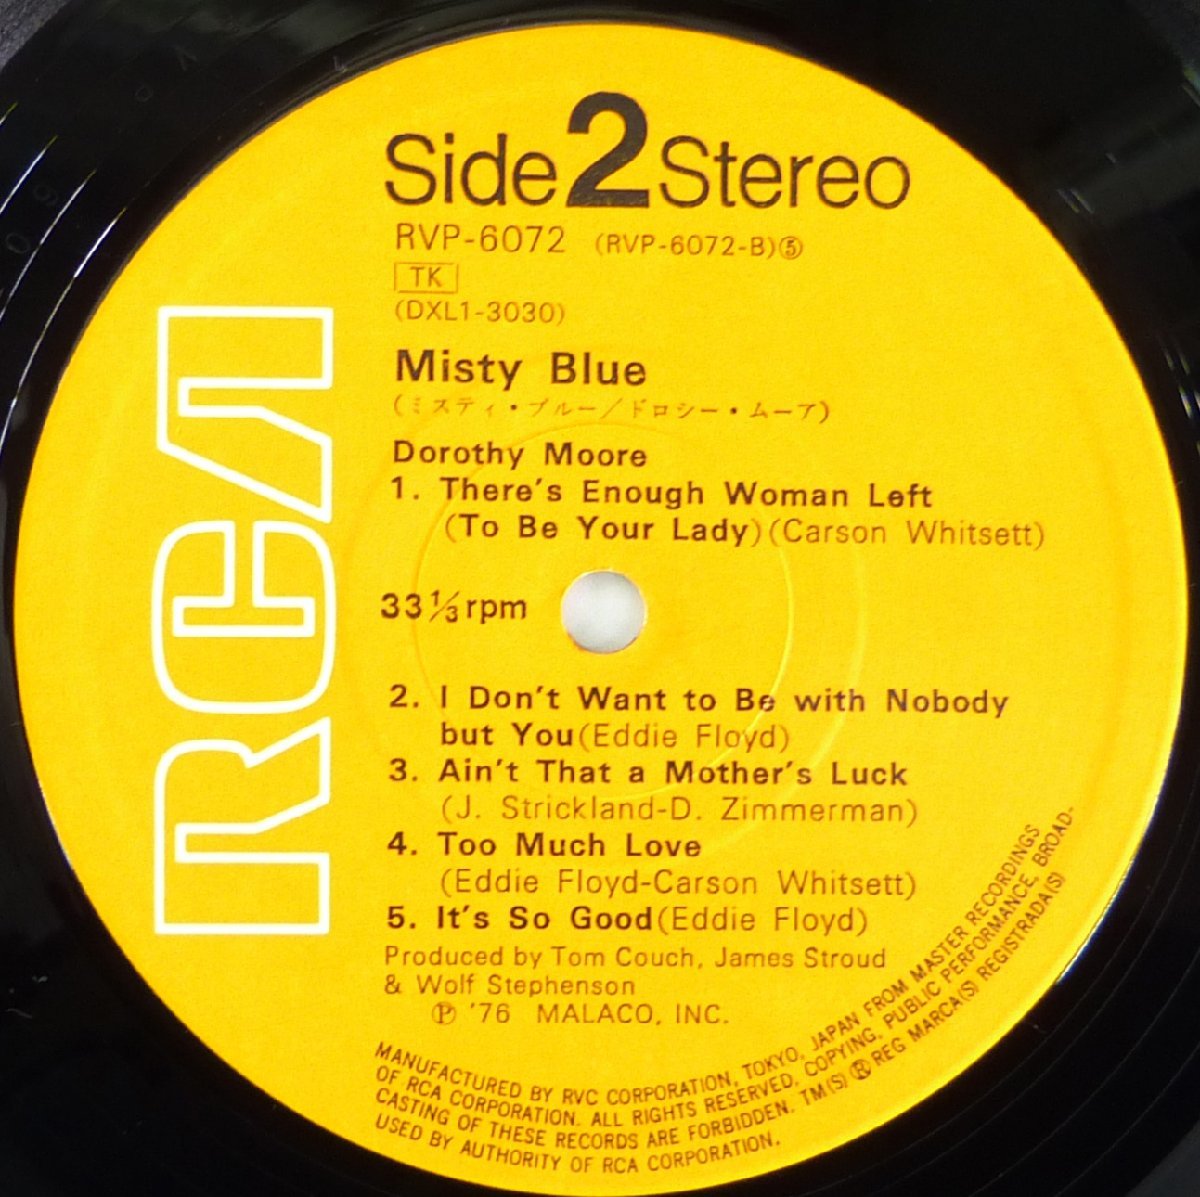 Side 2 Stereo
RVP-6072 (RVP-6072-B)⑤
TK
(DXL1-3030)
Misty Blue
(ミスティ・ブルー/ドロシー・ムーア)
Dorothy Moore
1. There's Enough Woman Left
(To Be Your Lady)(Carson Whitsett)
33⅓rpm
2. I Don't Want to Be with Nobody
but You(Eddie Floyd)
3. Ain't That a Mother's Luck
(J. Strickland-D. Zimmerman)
4. Too Much Love
(Eddie Floyd-Carson Whitsett)
5. It's So Good(Eddie Floyd)
Produced by Tom Couch, James Stroud
& Wolf Stephenson
Ⓟ '76 MALACO, INC.
RCA
MANUFACTURED BY RVC CORPORATION, TOKYO, JAPAN FROM MASTER RECORDINGS
OF RCA CORPORATION. ALL RIGHTS RESERVED. COPYING, PUBLIC PERFORMANCE, BROAD-
CASTING OF THESE RECORDS ARE FORBIDDEN. TM(S) ® REG MARCA(S) REGISTRADA(S)
USED BY AUTHORITY OF RCA CORPORATION.